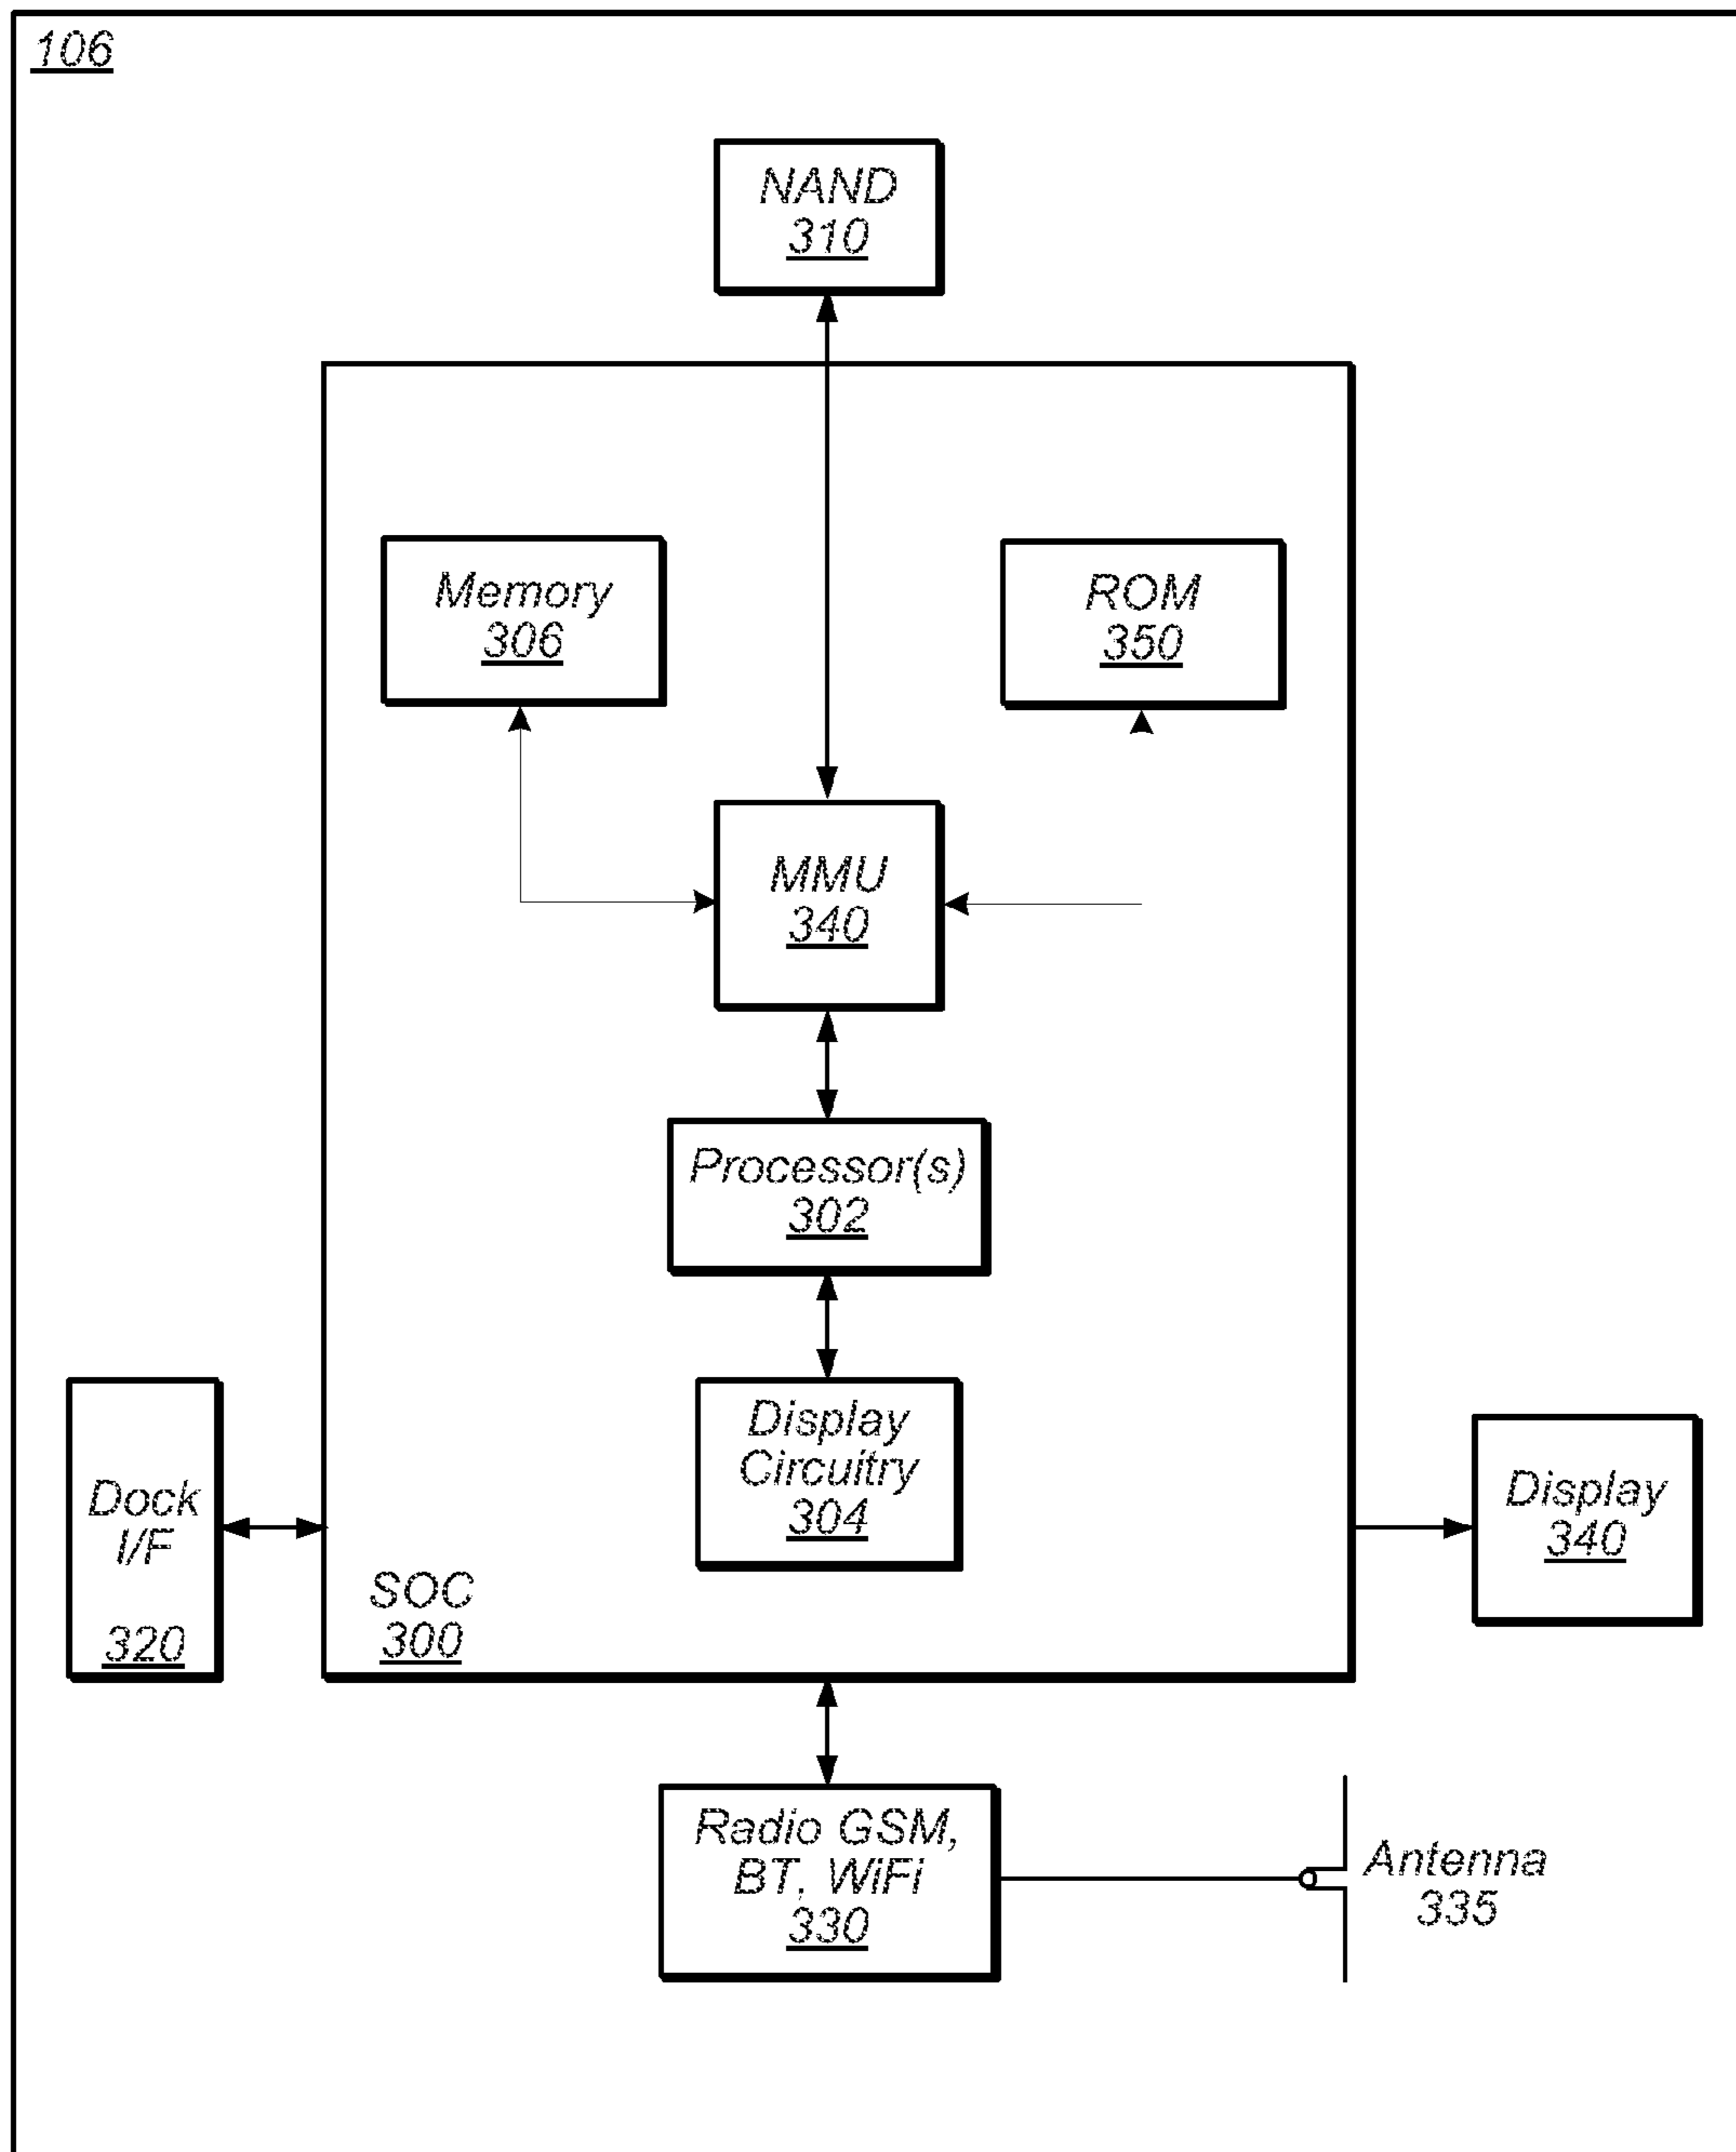 106
NAND
310
Memory
306
ROM
350
MMU
340
Processor(s)
302
Display
Circuitry
304
Dock
I/F
320
SOC
300
Display
340
Radio GSM,
BT, WiFi
330
Antenna
335